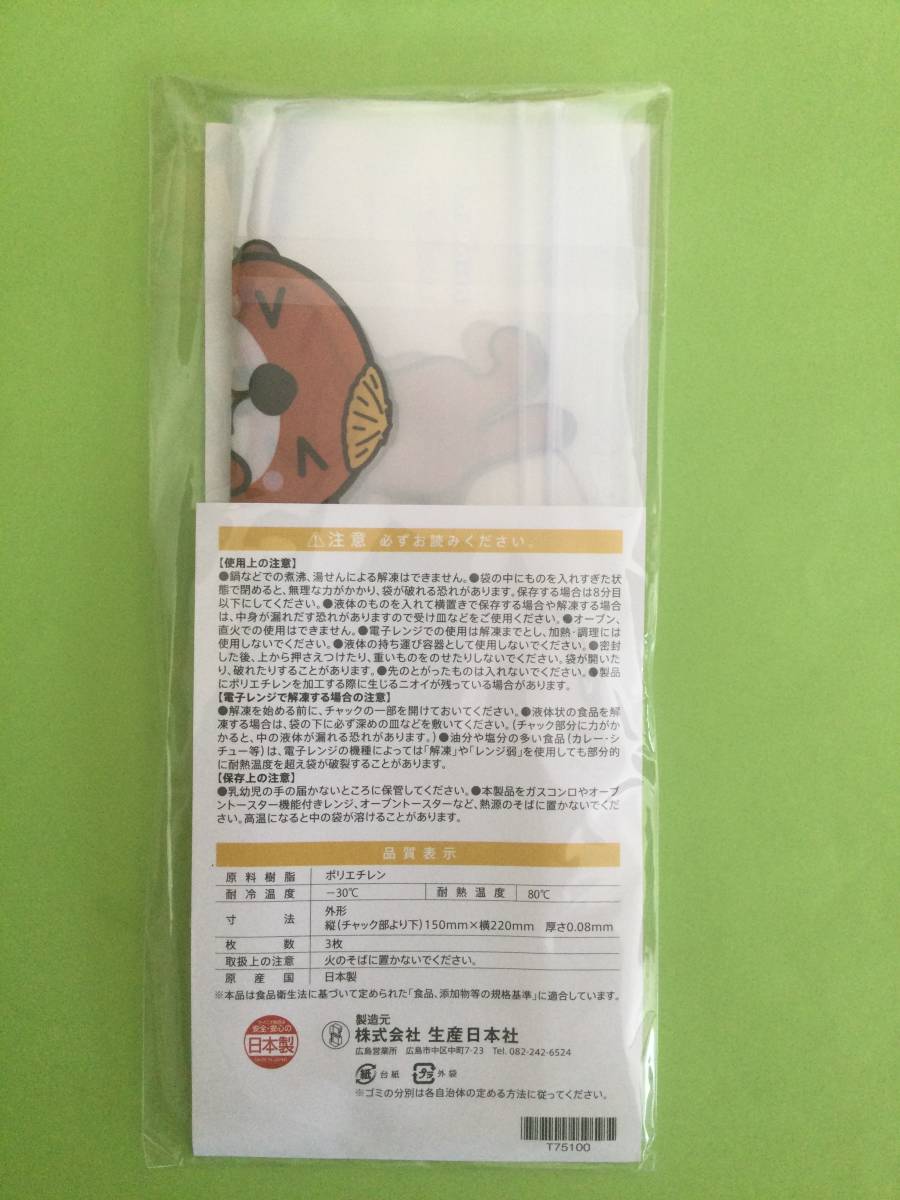 ⚠注意 必ずお読みください。
【使用上の注意】
●鍋などでの煮沸、湯せんによる解凍はできません。●袋の中にものを入れすぎた状
態で閉めると、無理な力がかかり、袋が破れる恐れがあります。保存する場合は8分目
以下にしてください。●液体のものを入れて横置きで保存する場合や解凍する場合
は、中身が漏れだす恐れがありますので受け皿などをご使用ください。●オーブン、
直火での使用はできません。●電子レンジでの使用は解凍までとし、加熱・調理には
使用しないでください。●液体の持ち運び容器として使用しないでください。●密封
した後、上から押さえつけたり、重いものをのせたりしないでください。袋が開いた
り、破れたりすることがあります。●先のとがったものは入れないでください。●製品
にポリエチレンを加工する際に生じるニオイが残っている場合があります。
【電子レンジで解凍する場合の注意】
●解凍を始める前に、チャックの一部を開けておいてください。●液体状の食品を解
凍する場合は、袋の下に必ず深めの皿などを敷いてください。(チャック部分に力がか
かると、中の液体が漏れる恐れがあります。)●油分や塩分の多い食品(カレー・シ
チュー等)は、電子レンジの機種によっては「解凍」や「レンジ弱」を使用しても部分的
に耐熱温度を超え袋が破裂することがあります。
【保存上の注意】
●乳幼児の手の届かないところに保管してください。●本製品をガスコンロやオーブ
ントースター機能付きレンジ、オーブントースターなど、熱源のそばに置かないでくだ
さい。高温になると中の袋が溶けることがあります。
品質表示
原料樹脂 ポリエチレン
耐冷温度 −30℃ 耐熱温度 80℃
寸法 外形
縦(チャック部より下)150mm×横220mm 厚さ0.08mm
枚数 3枚
取扱上の注意 火のそばに置かないでください。
原産国 日本製
※本品は食品衛生法に基づいて定められた「食品、添加物等の規格基準」に適合しています。
安全・安心の
日本製
MADE IN JAPAN
製造元
株式会社 生産日本社
広島営業所 広島市中区中町7-23 Tel. 082-242-6524
紙 台紙 プラ 外袋
※ゴミの分別は各自治体の定める方法に従ってください。
T75100